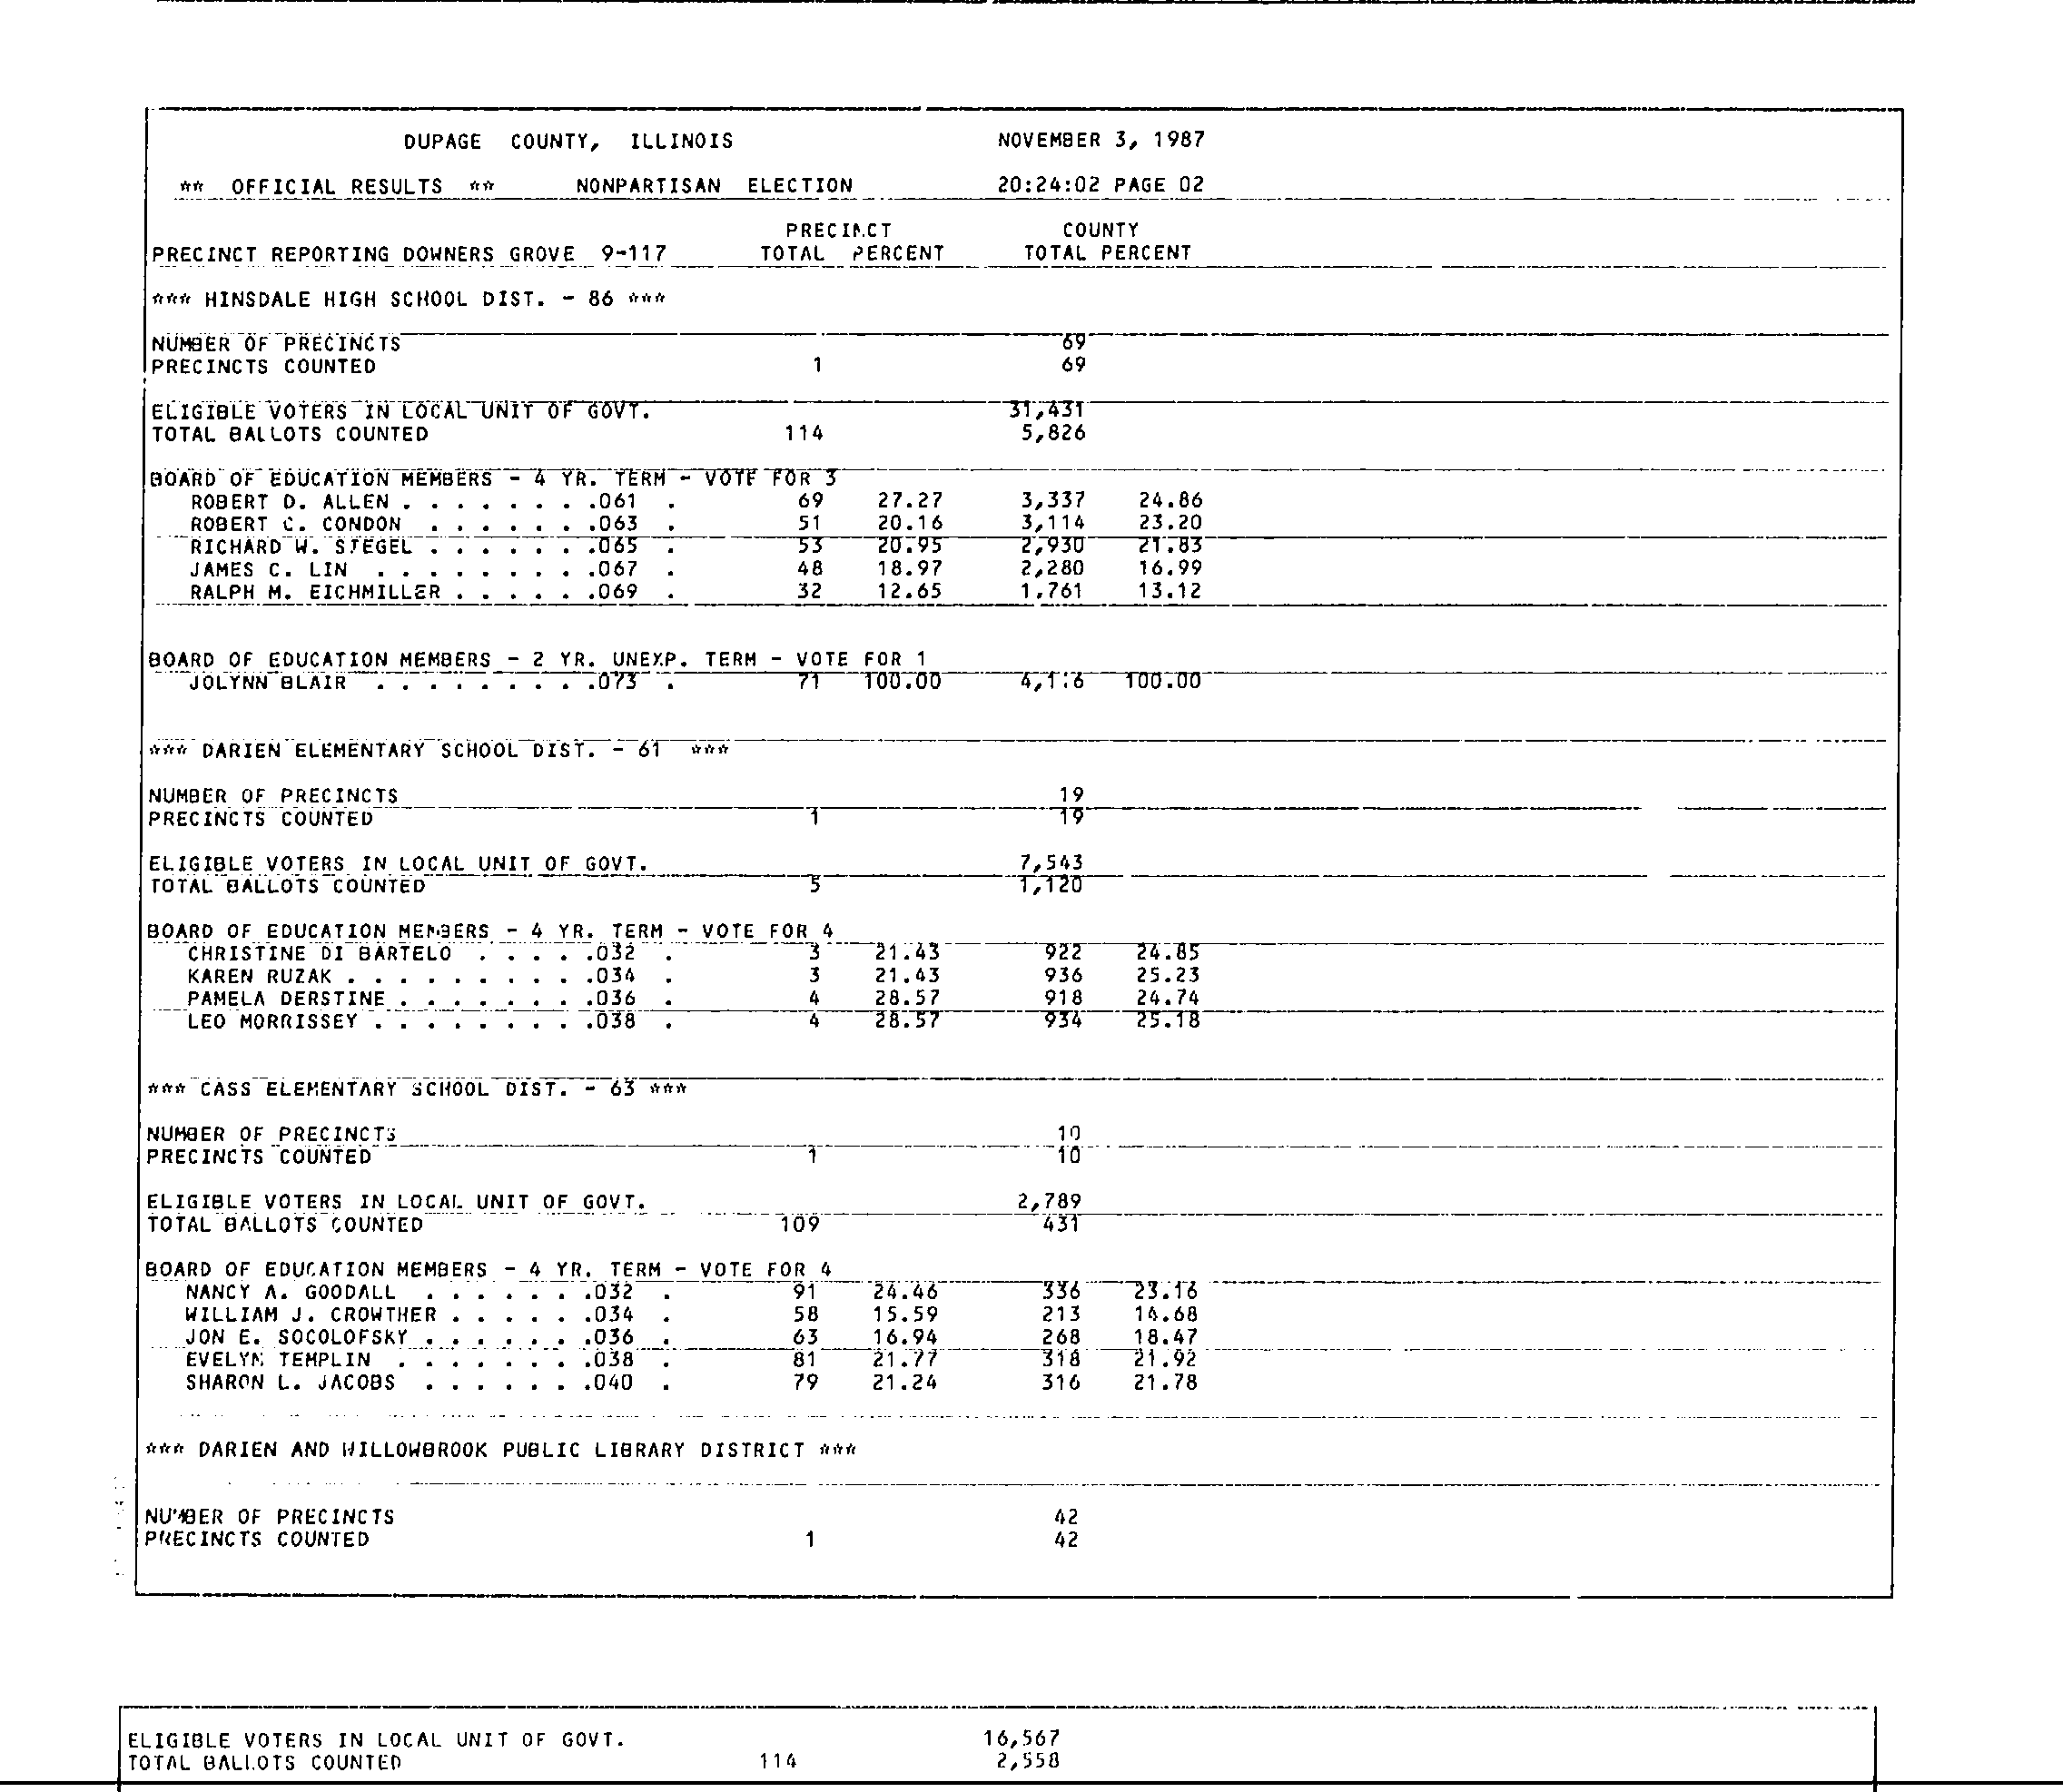 DUPAGE COUNTY, ILLINOIS NOVEMBER 3, 1987
** OFFICIAL RESULTS ** NONPARTISAN ELECTION 20:24:02 PAGE 02
PRECINCT COUNTY
PRECINCT REPORTING DOWNERS GROVE 9-117 TOTAL PERCENT TOTAL PERCENT
*** HINSDALE HIGH SCHOOL DIST. - 86 ***
NUMBER OF PRECINCTS 69
PRECINCTS COUNTED 1 69
ELIGIBLE VOTERS IN LOCAL UNIT OF GOVT. 31,431
TOTAL BALLOTS COUNTED 114 5,826
BOARD OF EDUCATION MEMBERS - 4 YR. TERM - VOTE FOR 3
ROBERT D. ALLEN . . . . . . . .061 . 69 27.27 3,337 24.86
ROBERT C. CONDON . . . . . . .063 . 51 20.16 3,114 23.20
RICHARD W. STEGEL . . . . . . .065 . 53 20.95 2,930 21.83
JAMES C. LIN . . . . . . . . .067 . 48 18.97 2,280 16.99
RALPH M. EICHMILLER . . . . . .069 . 32 12.65 1,761 13.12
BOARD OF EDUCATION MEMBERS - 2 YR. UNEXP. TERM - VOTE FOR 1
JOLYNN BLAIR . . . . . . . . .073 . 71 100.00 100.00
*** DARIEN ELEMENTARY SCHOOL DIST. - 61 ***
NUMBER OF PRECINCTS 19
PRECINCTS COUNTED 1 19
ELIGIBLE VOTERS IN LOCAL UNIT OF GOVT. 7,543
TOTAL BALLOTS COUNTED 5 1,120
BOARD OF EDUCATION MEMBERS - 4 YR. TERM - VOTE FOR 4
CHRISTINE DI BARTELO . . . . .032 . 3 21.43 922 24.85
KAREN RUZAK . . . . . . . . . .034 . 3 21.43 936 25.23
PAMELA DERSTINE . . . . . . . .036 . 4 28.57 918 24.74
LEO MORRISSEY . . . . . . . . .038 . 4 28.57 934 25.18
*** CASS ELEMENTARY SCHOOL DIST. - 63 ***
NUMBER OF PRECINCTS 10
PRECINCTS COUNTED 1 10
ELIGIBLE VOTERS IN LOCAL UNIT OF GOVT. 2,789
TOTAL BALLOTS COUNTED 109 431
BOARD OF EDUCATION MEMBERS - 4 YR. TERM - VOTE FOR 4
NANCY A. GOODALL . . . . . . .032 . 91 24.46 336 23.16
WILLIAM J. CROWTHER . . . . . .034 . 58 15.59 213 14.68
JON E. SOCOLOFSKY . . . . . . .036 . 63 16.94 268 18.47
EVELYN TEMPLIN . . . . . . . .038 . 81 21.77 318 21.92
SHARON L. JACOBS . . . . . . .040 . 79 21.24 316 21.78
*** DARIEN AND WILLOWBROOK PUBLIC LIBRARY DISTRICT ***
NUMBER OF PRECINCTS 42
PRECINCTS COUNTED 1 42
ELIGIBLE VOTERS IN LOCAL UNIT OF GOVT. 16,567
TOTAL BALLOTS COUNTED 114 2,558